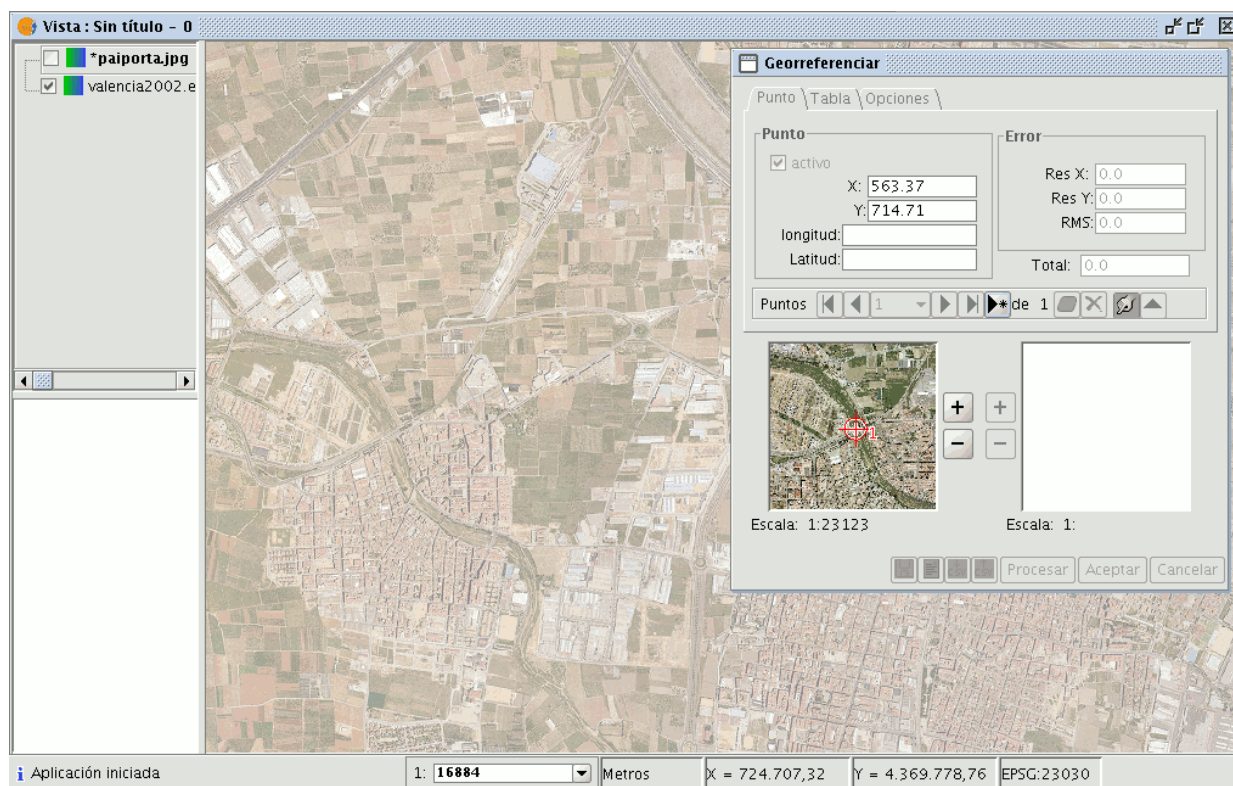 Vista : Sin título - 0
*paiporta.jpg
valencia2002.e
Georreferenciar
Punto Tabla Opciones
Punto
activo
X: 563.37
Y: 714.71
longitud:
Latitud:
Error
Res X: 0.0
Res Y: 0.0
RMS: 0.0
Total: 0.0
Puntos 1 de 1
1
+ +
− −
Escala: 1:23123 Escala: 1:
Procesar Aceptar Cancelar
Aplicación iniciada 1: 16884 Metros X = 724.707,32 Y = 4.369.778,76 EPSG:23030